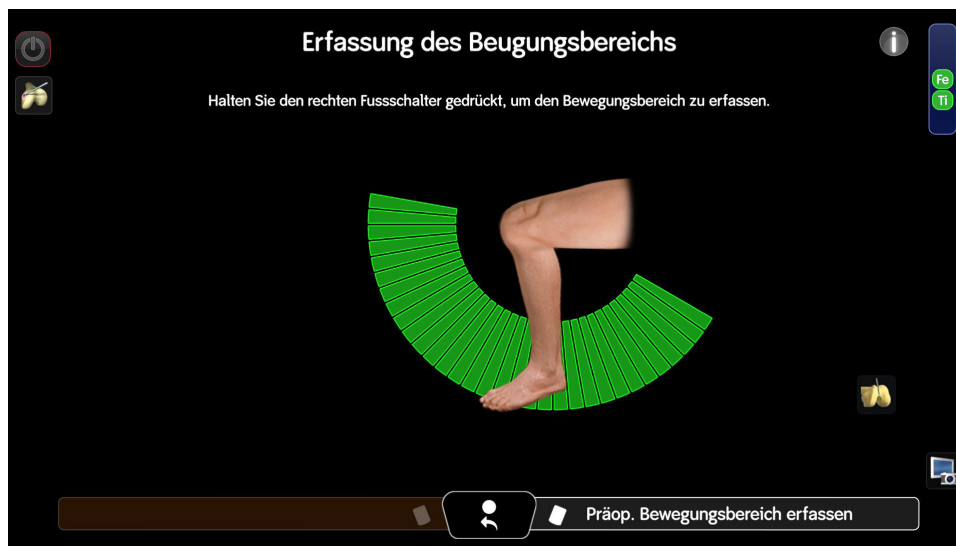 Erfassung des Beugungsbereichs
Halten Sie den rechten Fussschalter gedrückt, um den Bewegungsbereich zu erfassen.
Fe
Ti
Präop. Bewegungsbereich erfassen